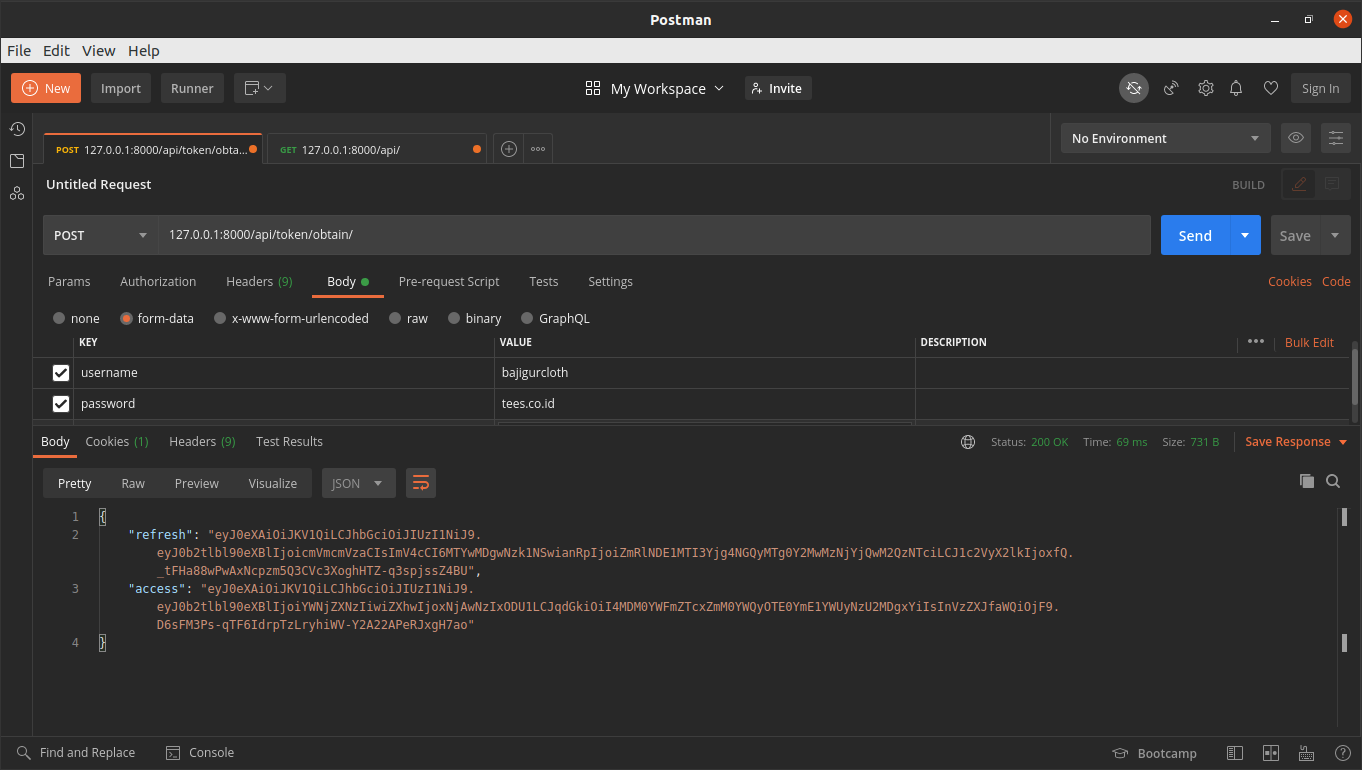 Postman
File Edit View Help
New Import Runner My Workspace Invite Sign In
POST 127.0.0.1:8000/api/token/obta... GET 127.0.0.1:8000/api/ No Environment
Untitled Request BUILD
POST 127.0.0.1:8000/api/token/obtain/ Send Save
Params Authorization Headers (9) Body Pre-request Script Tests Settings Cookies Code
none form-data x-www-form-urlencoded raw binary GraphQL
KEY VALUE DESCRIPTION Bulk Edit
username bajigurcloth
password tees.co.id
Body Cookies (1) Headers (9) Test Results Status: 200 OK Time: 69 ms Size: 731 B Save Response
Pretty Raw Preview Visualize JSON
1 {
2 "refresh": "eyJ0eXAiOiJKV1QiLCJhbGciOiJIUzI1NiJ9.
eyJ0b2tlbl90eXBlIjoicmVmcmVzaCIsImV4cCI6MTYwMDgwNzk1NSwianRpIjoiZmRlNDE1MTI3Yjg4NGQyMTg0Y2MwMzNjYjQwM2QzNTciLCJ1c2VyX2lkIjoxfQ.
_tFHa88wPwAxNcpzm5Q3CVc3XoghHTZ-q3spjssZ4BU",
3 "access": "eyJ0eXAiOiJKV1QiLCJhbGciOiJIUzI1NiJ9.
eyJ0b2tlbl90eXBlIjoiYWNjZXNzIiwiZXhwIjoxNjAwNzIxODU1LCJqdGkiOiI4MDM0YWFmZTcxZmM0YWQyOTE0YmE1YWUyNzU2MDgxYiIsInVzZXJfaWQiOjF9.
D6sFM3Ps-qTF6IdrpTzLryhiWV-Y2A22APeRJxgH7ao"
4 }
Find and Replace Console Bootcamp